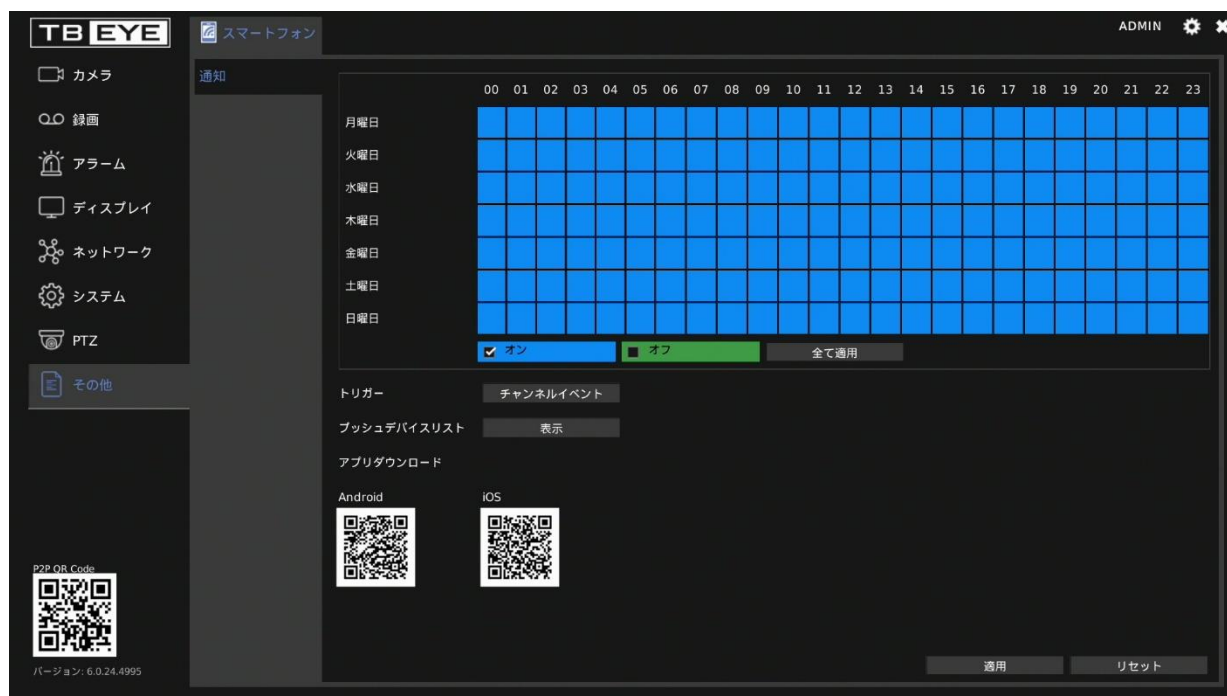 TB EYE
スマートフォン
ADMIN
カメラ
録画
アラーム
ディスプレイ
ネットワーク
システム
PTZ
その他
P2P QR Code
バージョン: 6.0.24.4995
通知
00 01 02 03 04 05 06 07 08 09 10 11 12 13 14 15 16 17 18 19 20 21 22 23
月曜日
火曜日
水曜日
木曜日
金曜日
土曜日
日曜日
オン オフ 全て適用
トリガー チャンネルイベント
プッシュデバイスリスト 表示
アプリダウンロード
Android iOS
適用 リセット